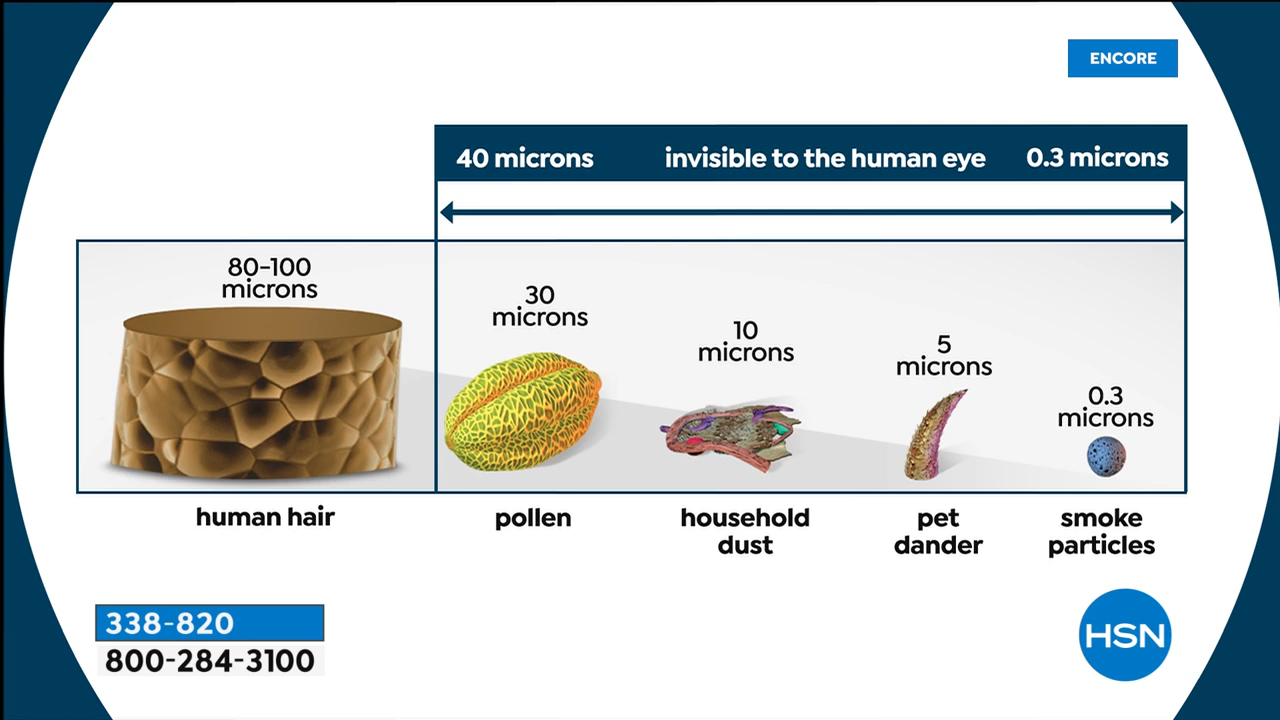 ENCORE
40 microns invisible to the human eye 0.3 microns
80-100
microns
30
microns
10
microns
5
microns
0.3
microns
human hair
pollen
household
dust
pet
dander
smoke
particles
338-820
800-284-3100
HSN